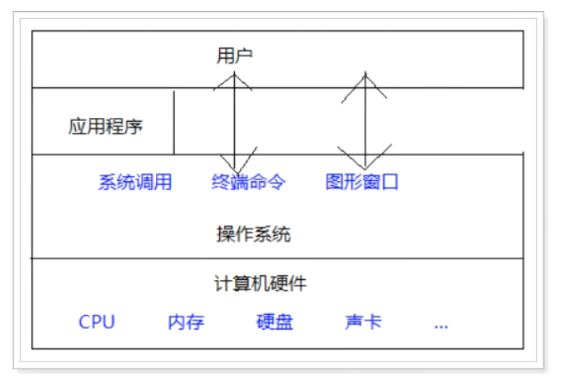 用户
应用程序
系统调用 终端命令 图形窗口
操作系统
计算机硬件
CPU 内存 硬盘 声卡 ...